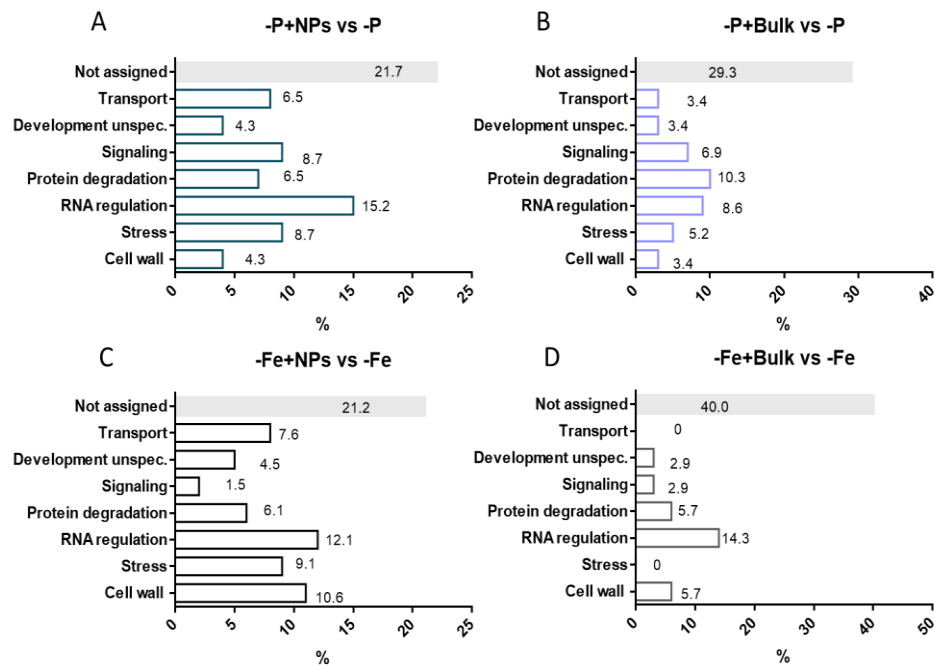 A
-P+NPs vs -P
Not assigned 21.7
Transport 6.5
Development unspec. 4.3
Signaling 8.7
Protein degradation 6.5
RNA regulation 15.2
Stress 8.7
Cell wall 4.3
0 5 10 15 20 25
%
B
-P+Bulk vs -P
Not assigned 29.3
Transport 3.4
Development unspec. 3.4
Signaling 6.9
Protein degradation 10.3
RNA regulation 8.6
Stress 5.2
Cell wall 3.4
0 10 20 30 40
%
C
-Fe+NPs vs -Fe
Not assigned 21.2
Transport 7.6
Development unspec. 4.5
Signaling 1.5
Protein degradation 6.1
RNA regulation 12.1
Stress 9.1
Cell wall 10.6
0 5 10 15 20 25
%
D
-Fe+Bulk vs -Fe
Not assigned 40.0
Transport 0
Development unspec. 2.9
Signaling 2.9
Protein degradation 5.7
RNA regulation 14.3
Stress 0
Cell wall 5.7
0 10 20 30 40 50
%